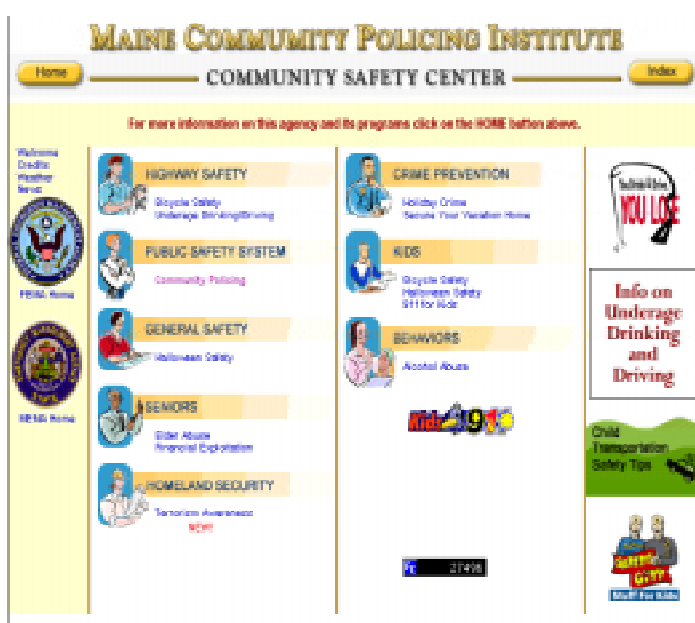 MAINE COMMUNITY POLICING INSTITUTE
Home
COMMUNITY SAFETY CENTER
Index
For more information on this agency and its programs click on the HOME button above.
Welcome
Credits
Weather
News
FEMA Home
MEMA Home
HIGHWAY SAFETY
Bicycle Safety
Underage Drinking/Driving
PUBLIC SAFETY SYSTEM
Community Policing
GENERAL SAFETY
Halloween Safety
SENIORS
Elder Abuse
Financial Exploitation
HOMELAND SECURITY
Terrorism Awareness
NEW!
CRIME PREVENTION
Holiday Crime
Secure Your Vacation Home
KIDS
Bicycle Safety
Halloween Safety
911 for Kids
BEHAVIORS
Alcohol Abuse
Kids 911
27496
YOU LOSE
Info on
Underage
Drinking
and
Driving
Child
Transportation
Safety Tips
Stuff for Kids